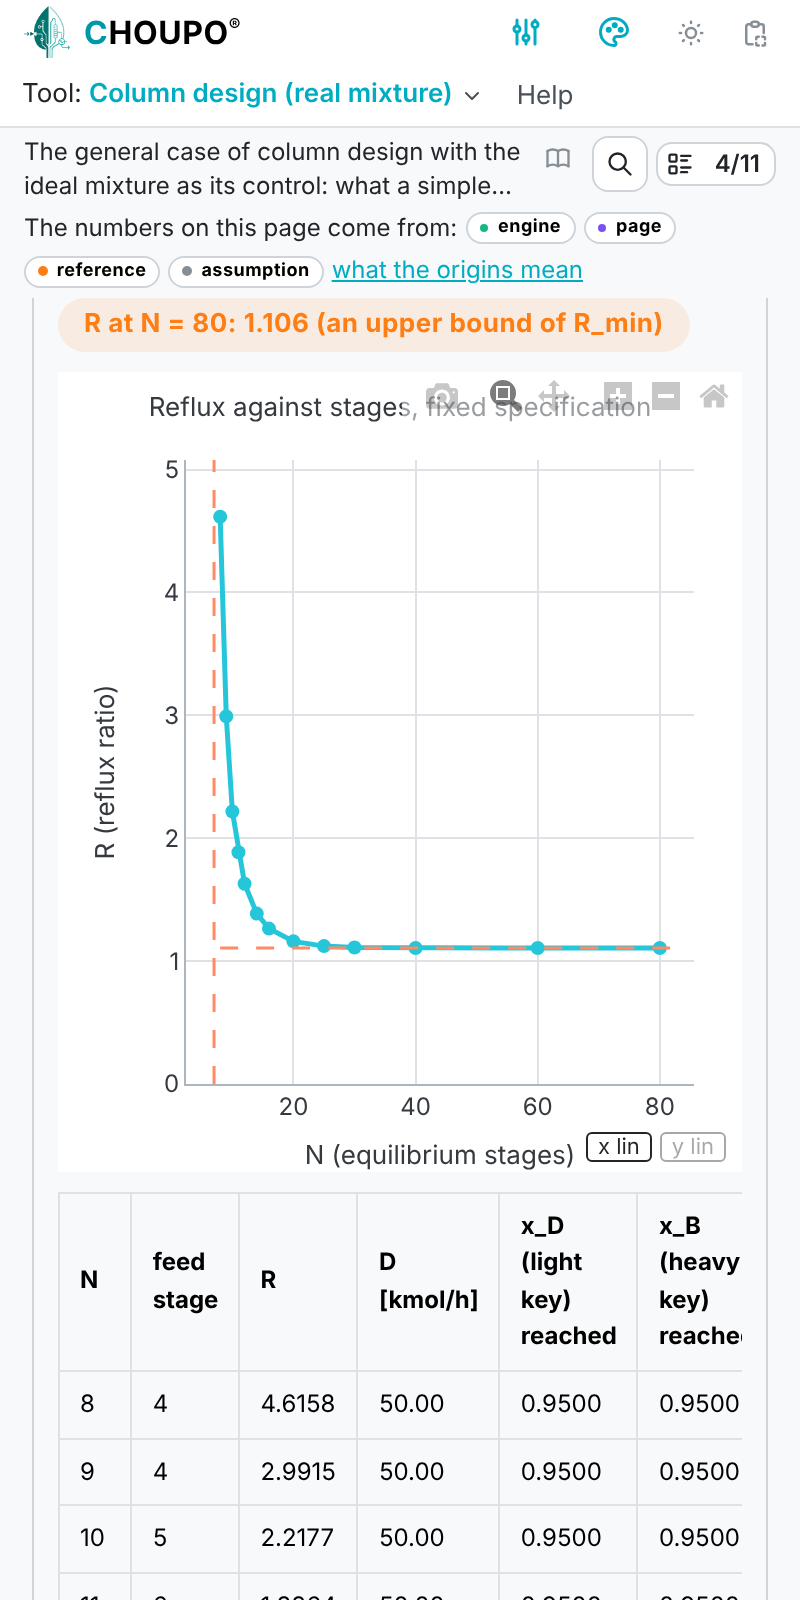 CHOUPO®
Tool: Column design (real mixture)
Help
The general case of column design with the
ideal mixture as its control: what a simple...
4/11
The numbers on this page come from:
engine
page
reference
assumption
what the origins mean
R at N = 80: 1.106 (an upper bound of R_min)
Reflux against stages, fixed specification
5
4
3
2
1
0
R (reflux ratio)
20
40
60
80
N (equilibrium stages)
x lin
y lin
N
feed
stage
R
D
[kmol/h]
x_D
(light
key)
reached
x_B
(heavy
key)
8
4
4.6158
50.00
0.9500
0.9500
9
4
2.9915
50.00
0.9500
0.9500
10
5
2.2177
50.00
0.9500
0.9500